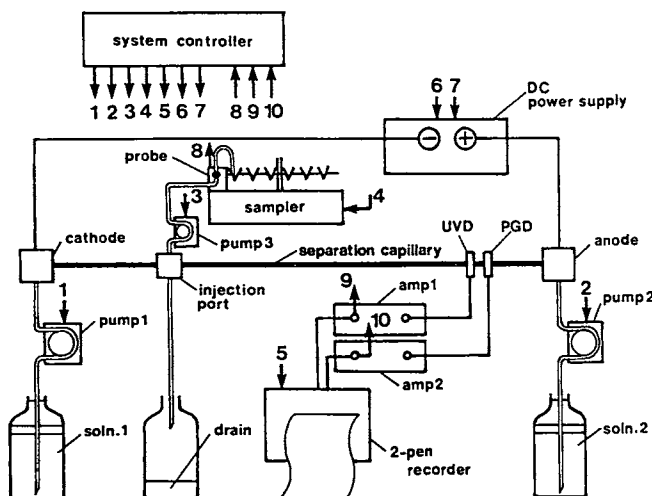 system controller
1 2 3 4 5 6 7 8 9 10
6 7
DC
power supply
− +
8
probe
3
4
sampler
pump3
UVD PGD
cathode
separation capillary
anode
injection
port
9
amp1
1
2
pump2
pump1
10
5
amp2
soln.1
drain
2-pen
recorder
soln.2